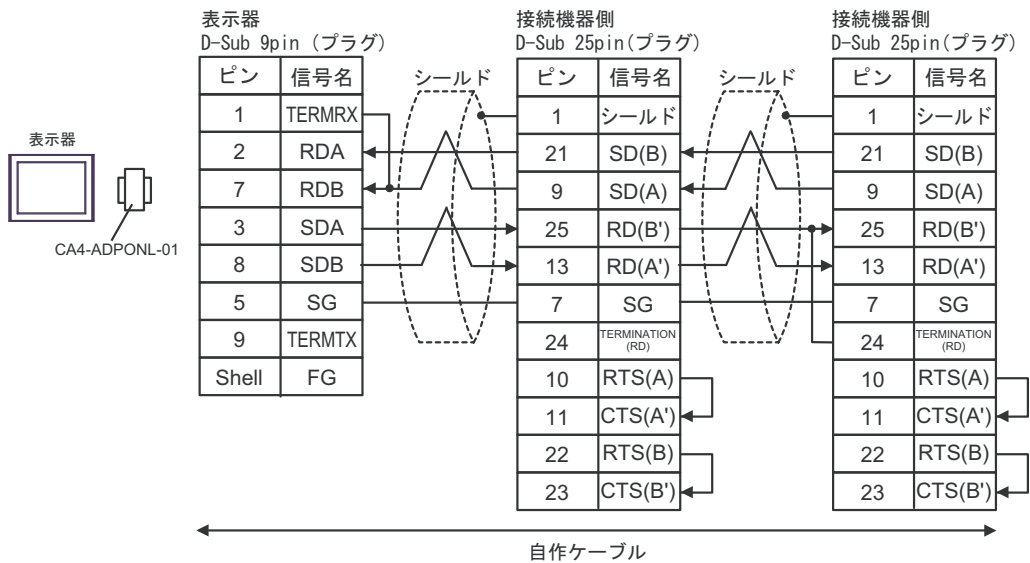 表示器
D-Sub 9pin (プラグ)
ピン 信号名
1 TERMRX
2 RDA
7 RDB
3 SDA
8 SDB
5 SG
9 TERMTX
Shell FG
シールド
接続機器側
D-Sub 25pin(プラグ)
ピン 信号名
1 シールド
21 SD(B)
9 SD(A)
25 RD(B')
13 RD(A')
7 SG
24 TERMINATION
(RD)
10 RTS(A)
11 CTS(A')
22 RTS(B)
23 CTS(B')
シールド
接続機器側
D-Sub 25pin(プラグ)
ピン 信号名
1 シールド
21 SD(B)
9 SD(A)
25 RD(B')
13 RD(A')
7 SG
24 TERMINATION
(RD)
10 RTS(A)
11 CTS(A')
22 RTS(B)
23 CTS(B')
表示器
CA4-ADPONL-01
自作ケーブル